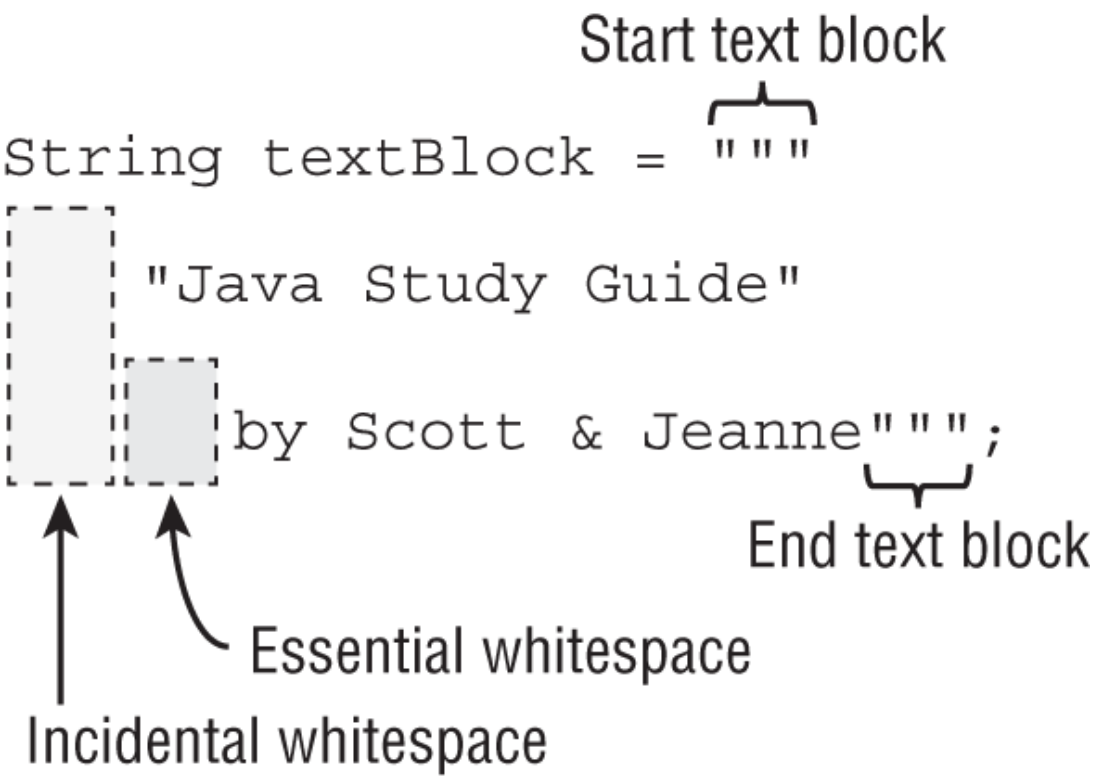 Start text block
String textBlock = """
"Java Study Guide"
by Scott & Jeanne""";
End text block
Essential whitespace
Incidental whitespace